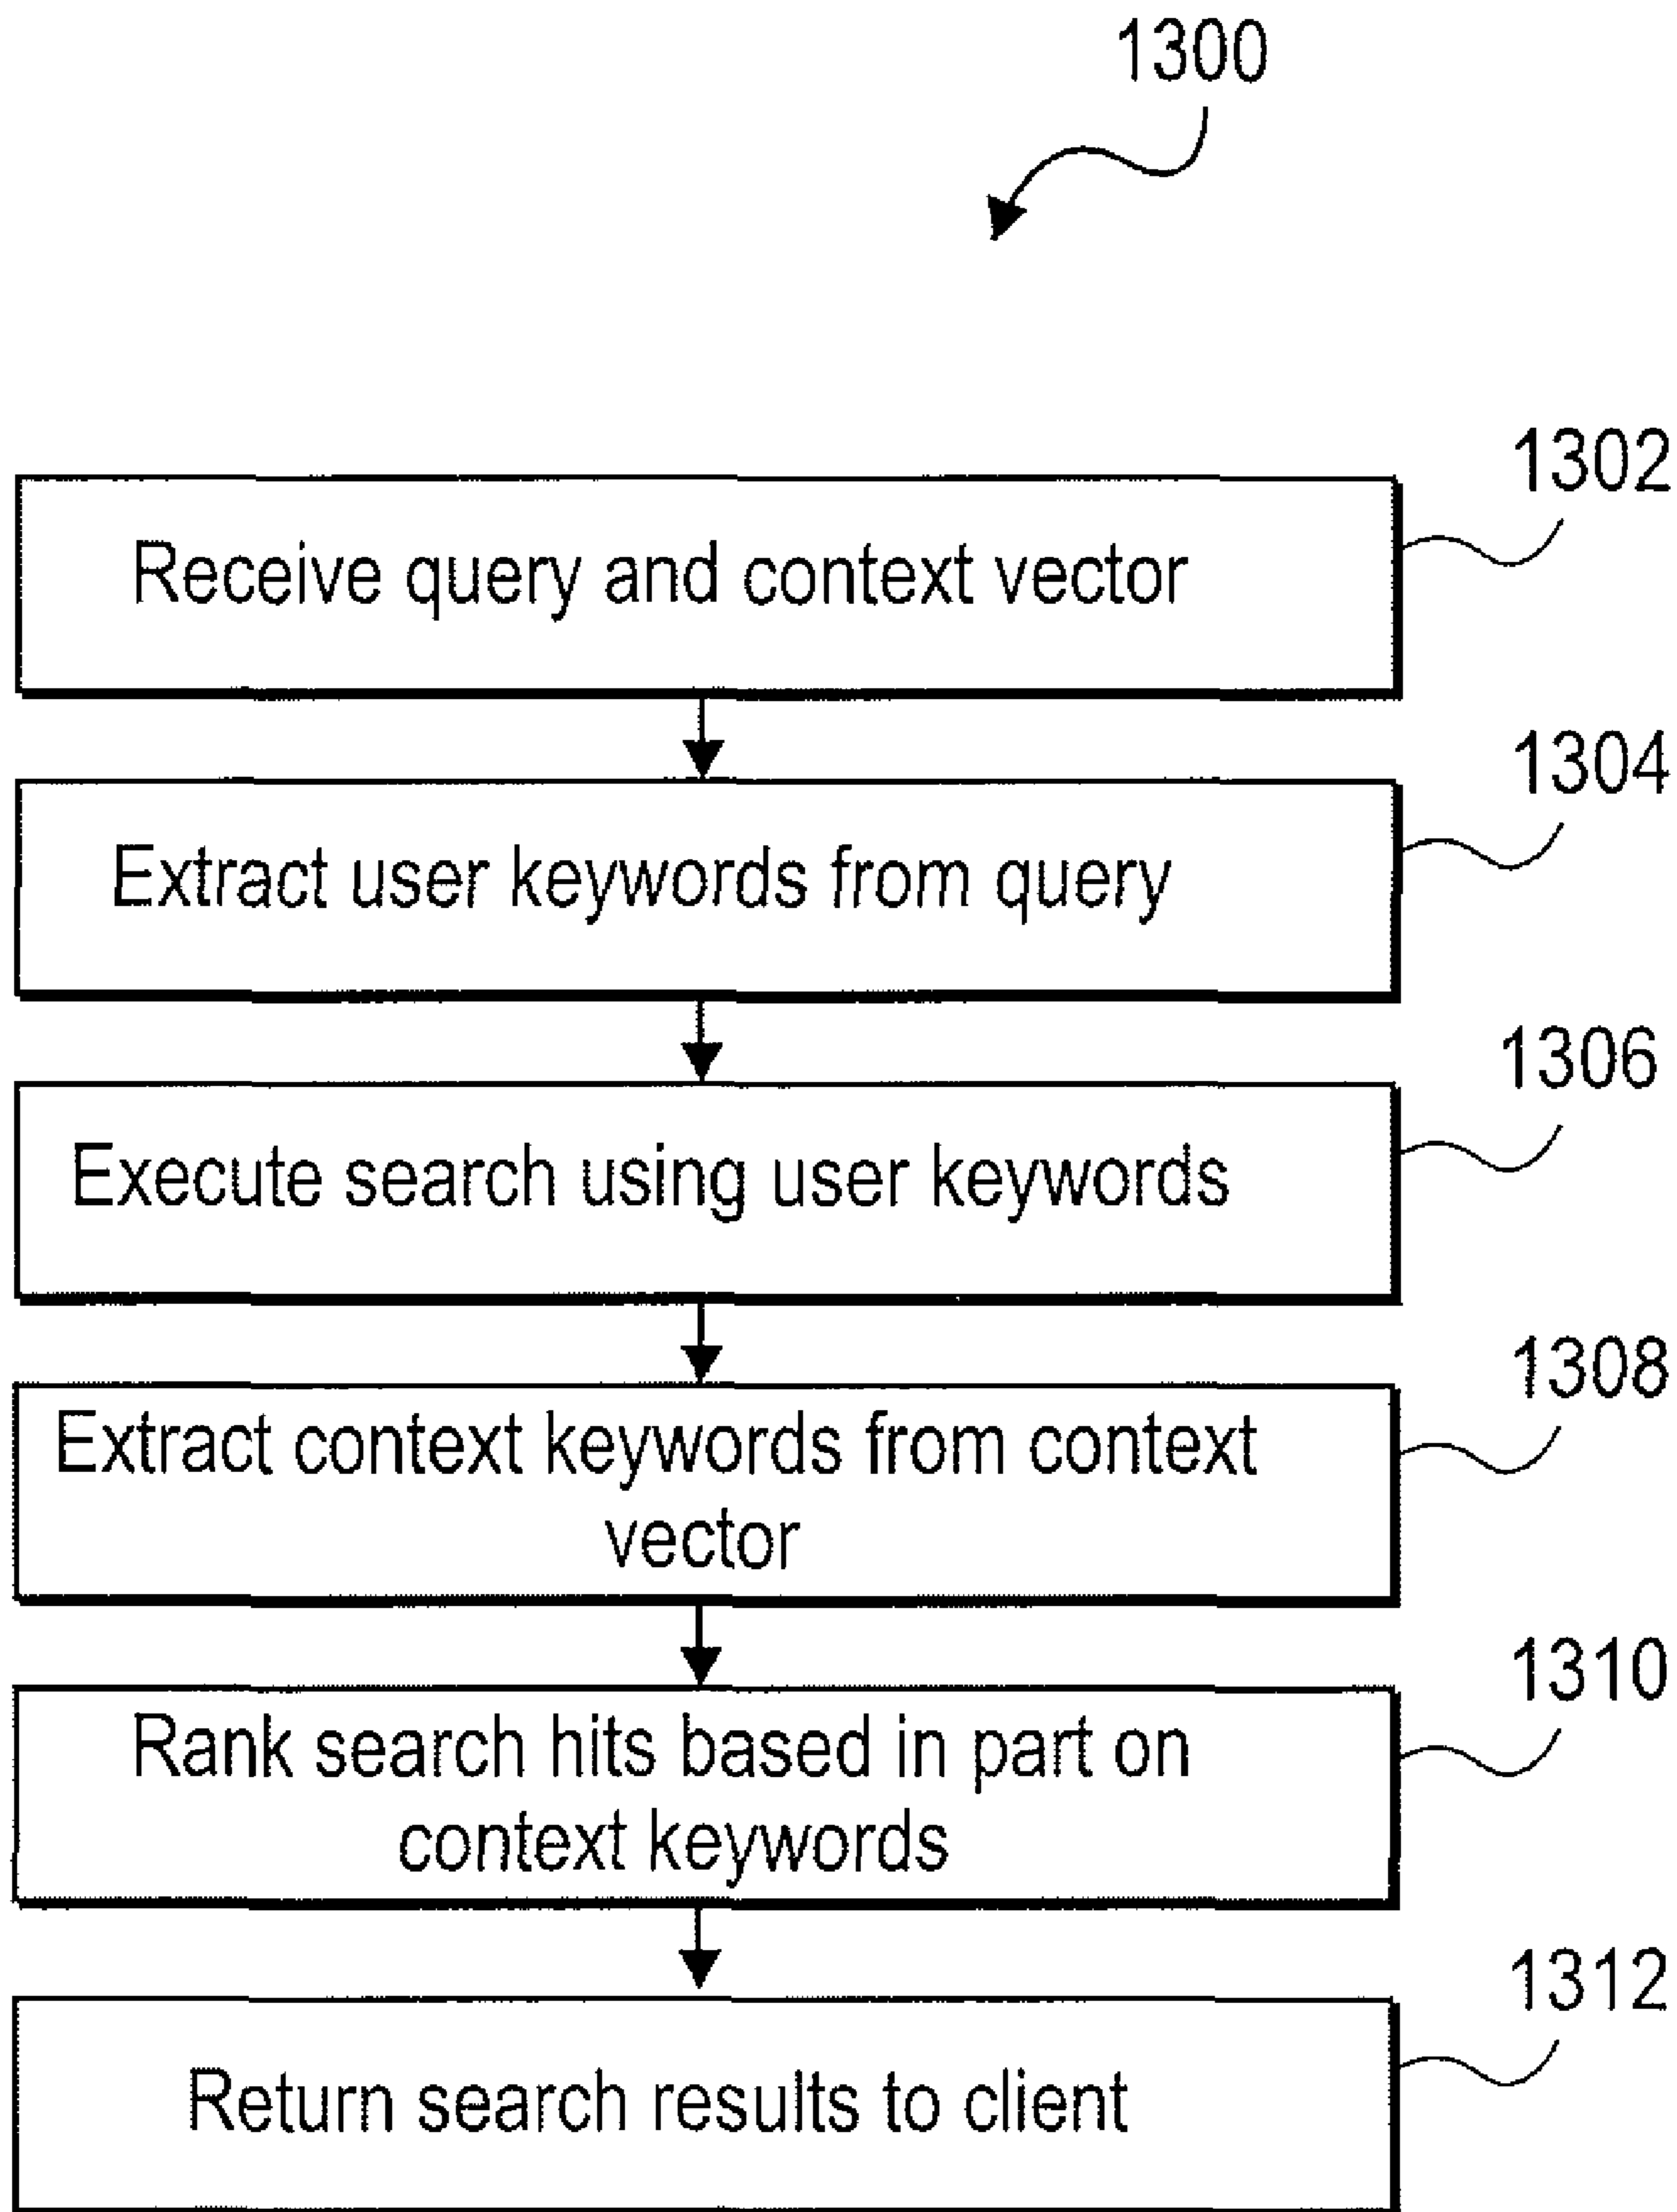 1300
1302
Receive query and context vector
1304
Extract user keywords from query
1306
Execute search using user keywords
1308
Extract context keywords from context
vector
1310
Rank search hits based in part on
context keywords
1312
Return search results to client